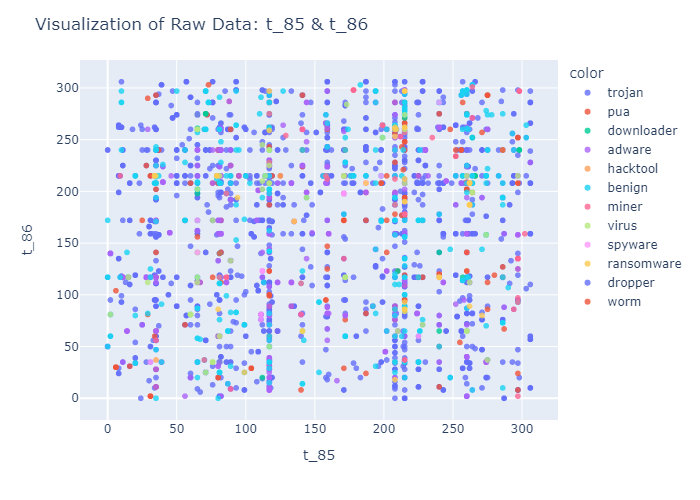 Visualization of Raw Data: t_85 & t_86
t_86
300
250
200
150
100
50
0
0 50 100 150 200 250 300
t_85
color
trojan
pua
downloader
adware
hacktool
benign
miner
virus
spyware
ransomware
dropper
worm